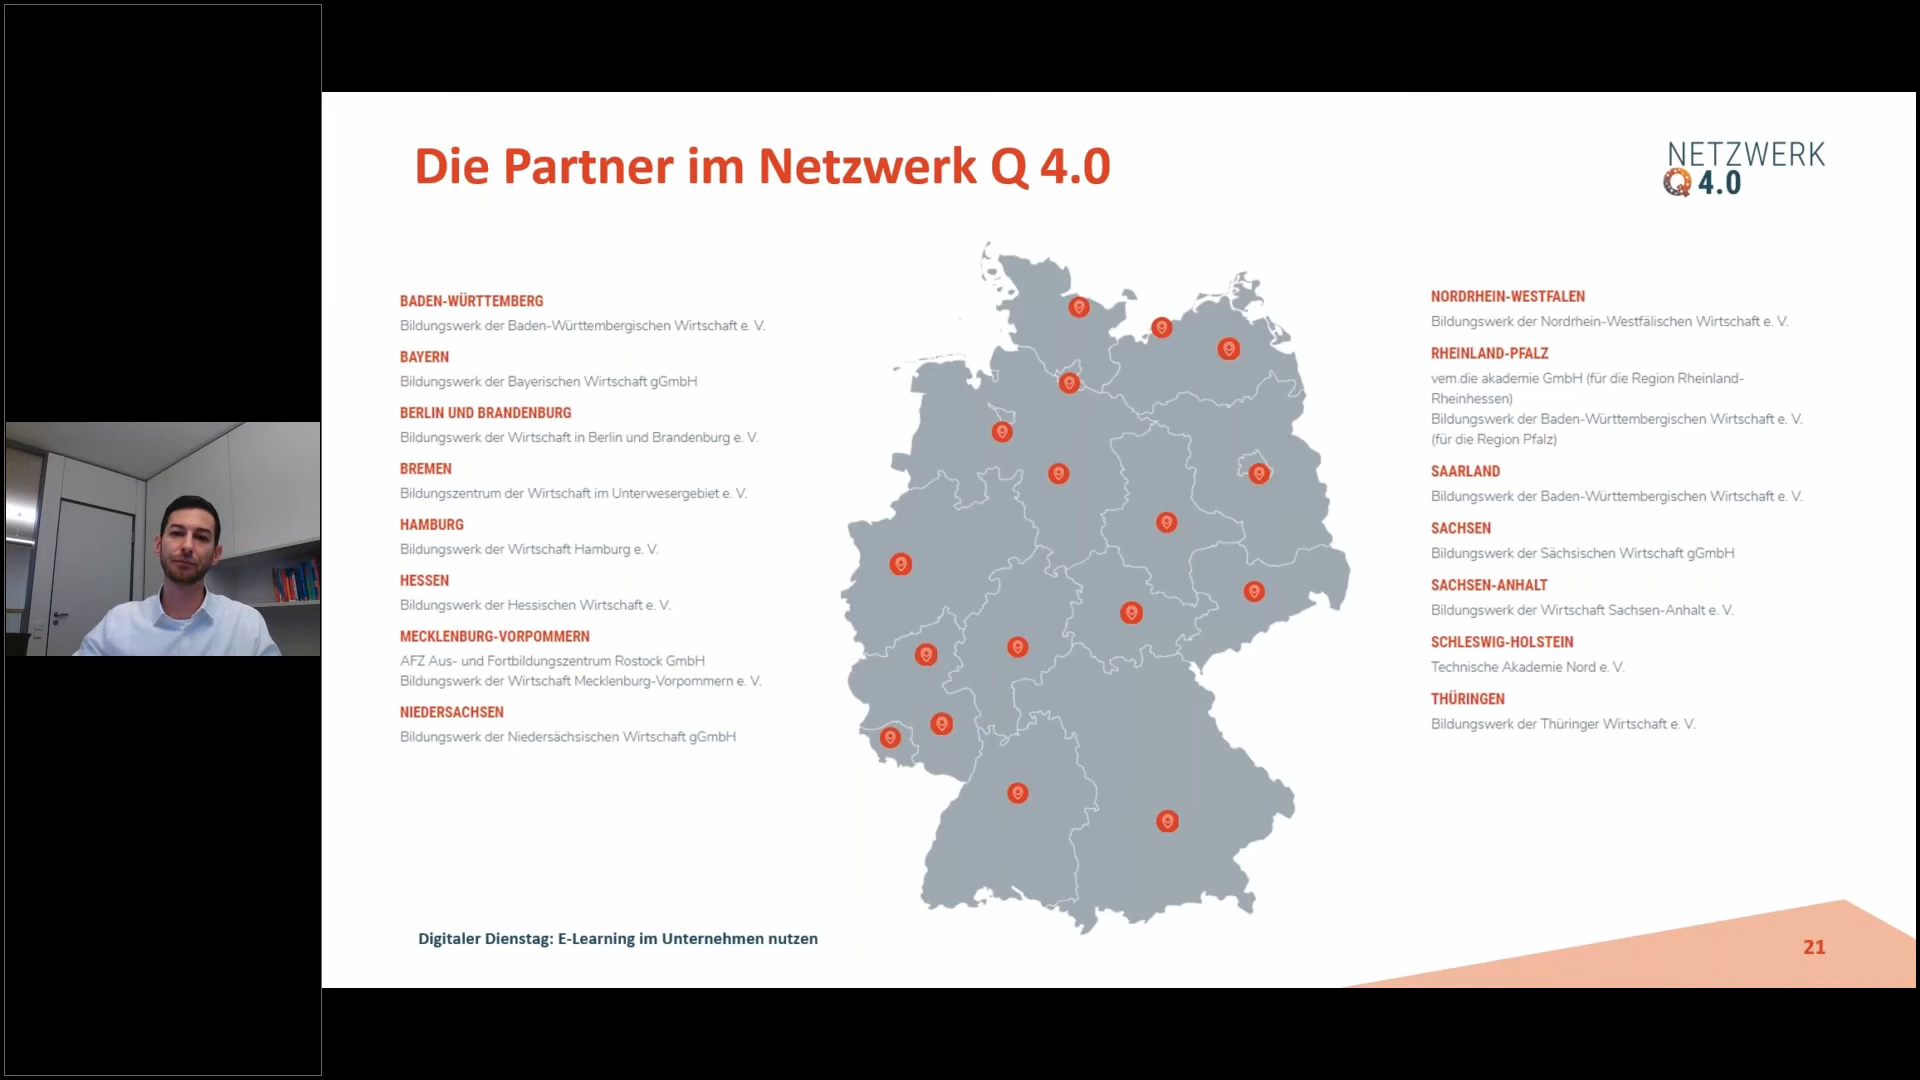 Die Partner im Netzwerk Q 4.0
NETZWERK
Q 4.0
BADEN-WÜRTTEMBERG
Bildungswerk der Baden-Württembergischen Wirtschaft e. V.
BAYERN
Bildungswerk der Bayerischen Wirtschaft gGmbH
BERLIN UND BRANDENBURG
Bildungswerk der Wirtschaft in Berlin und Brandenburg e. V.
BREMEN
Bildungszentrum der Wirtschaft im Unterwesergebiet e. V.
HAMBURG
Bildungswerk der Wirtschaft Hamburg e. V.
HESSEN
Bildungswerk der Hessischen Wirtschaft e. V.
MECKLENBURG-VORPOMMERN
AFZ Aus- und Fortbildungszentrum Rostock GmbH
Bildungswerk der Wirtschaft Mecklenburg-Vorpommern e. V.
NIEDERSACHSEN
Bildungswerk der Niedersächsischen Wirtschaft gGmbH
NORDRHEIN-WESTFALEN
Bildungswerk der Nordrhein-Westfälischen Wirtschaft e. V.
RHEINLAND-PFALZ
vem.die akademie GmbH (für die Region Rheinland-
Rheinhessen)
Bildungswerk der Baden-Württembergischen Wirtschaft e. V.
(für die Region Pfalz)
SAARLAND
Bildungswerk der Baden-Württembergischen Wirtschaft e. V.
SACHSEN
Bildungswerk der Sächsischen Wirtschaft gGmbH
SACHSEN-ANHALT
Bildungswerk der Wirtschaft Sachsen-Anhalt e. V.
SCHLESWIG-HOLSTEIN
Technische Akademie Nord e. V.
THÜRINGEN
Bildungswerk der Thüringer Wirtschaft e. V.
Digitaler Dienstag: E-Learning im Unternehmen nutzen
21